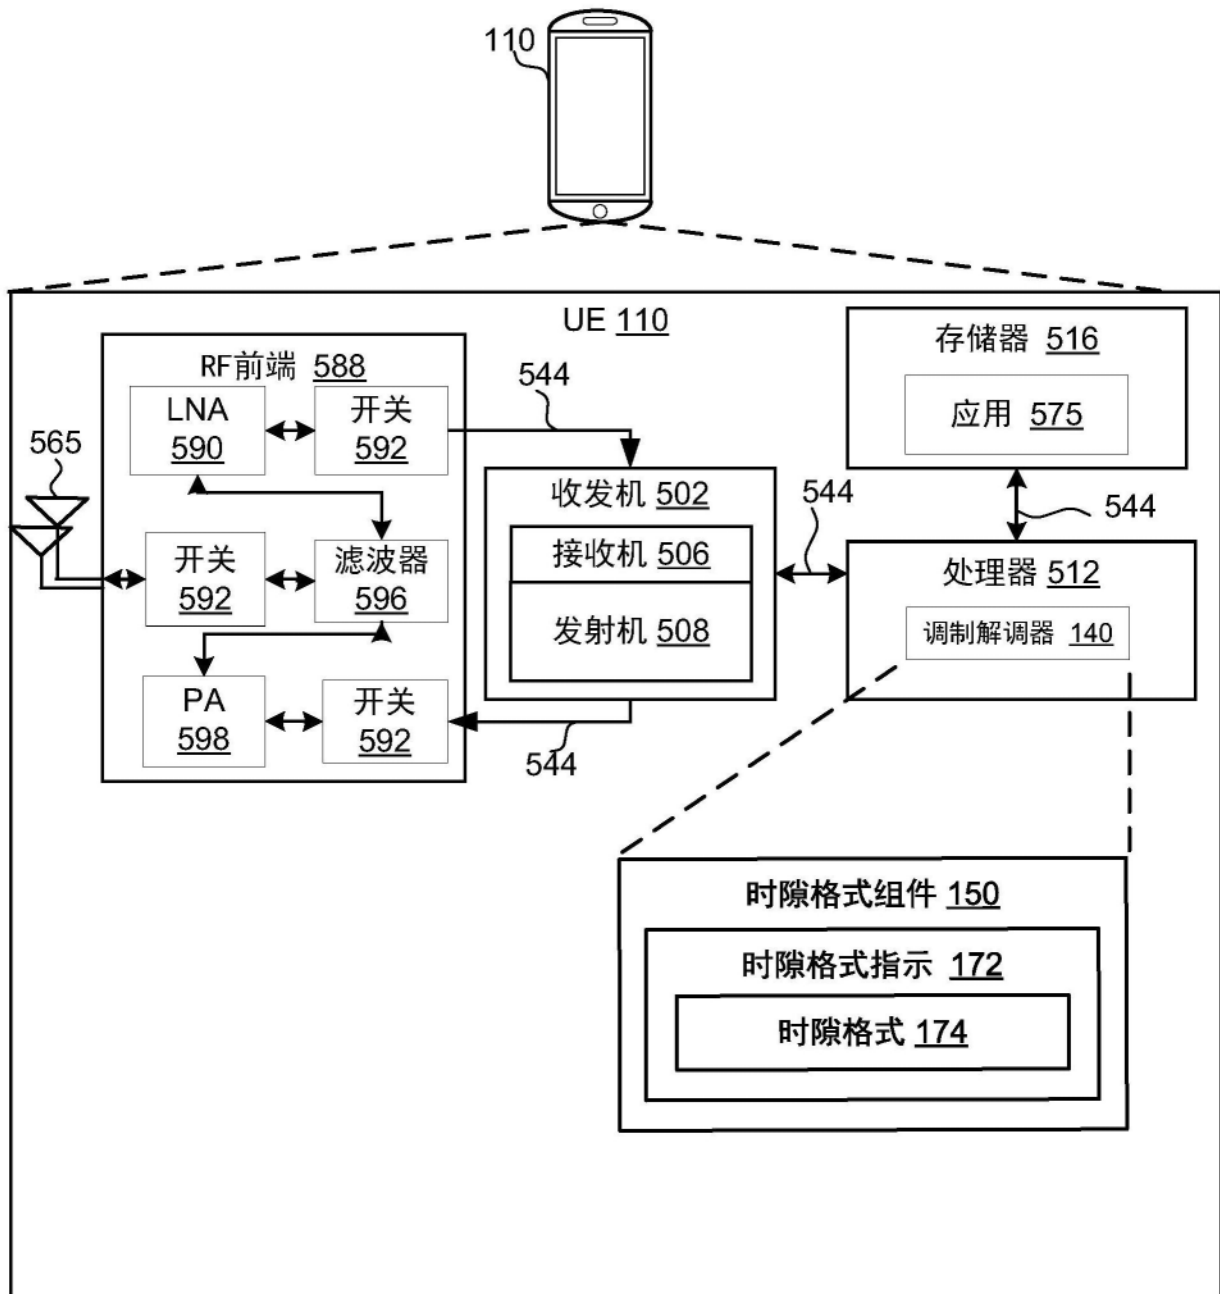 110
UE 110
RF前端 588
LNA
590
开关
592
544
565
开关
592
滤波器
596
PA
598
开关
592
544
收发机 502
接收机 506
发射机 508
544
存储器 516
应用 575
544
处理器 512
调制解调器 140
时隙格式组件 150
时隙格式指示 172
时隙格式 174